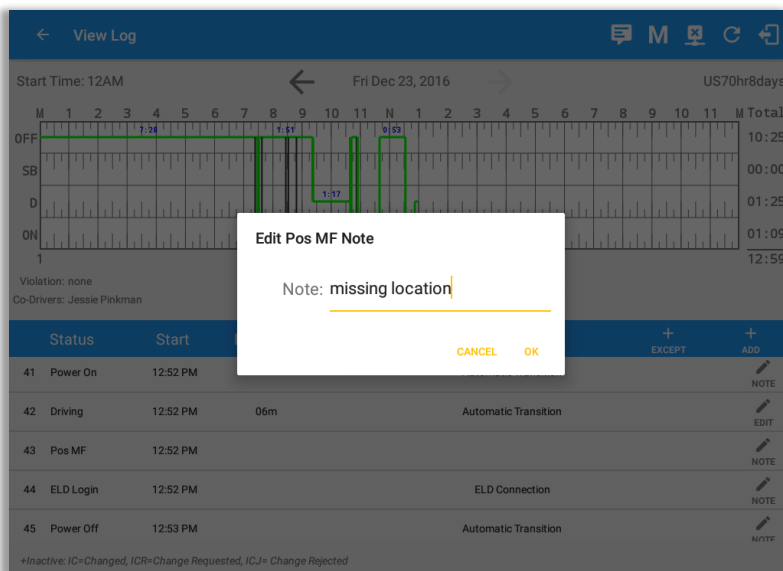 View Log
M
Start Time: 12AM Fri Dec 23, 2016 US70hr8days
M 1 2 3 4 5 6 7 8 9 10 11 N 1 2 3 4 5 6 7 8 9 10 11 M Total
7:28 1:51 0:53
OFF 10:25
SB 00:00
1:17
D 01:25
ON 01:09
1 12:59
Edit Pos MF Note
Note: missing location
CANCEL OK
Violation: none
Co-Drivers: Jessie Pinkman
Status Start + EXCEPT + ADD
41 Power On 12:52 PM Automatic Transition NOTE
42 Driving 12:52 PM 06m Automatic Transition EDIT
43 Pos MF 12:52 PM NOTE
44 ELD Login 12:52 PM ELD Connection NOTE
45 Power Off 12:53 PM Automatic Transition NOTE
+Inactive: IC=Changed, ICR=Change Requested, ICJ= Change Rejected